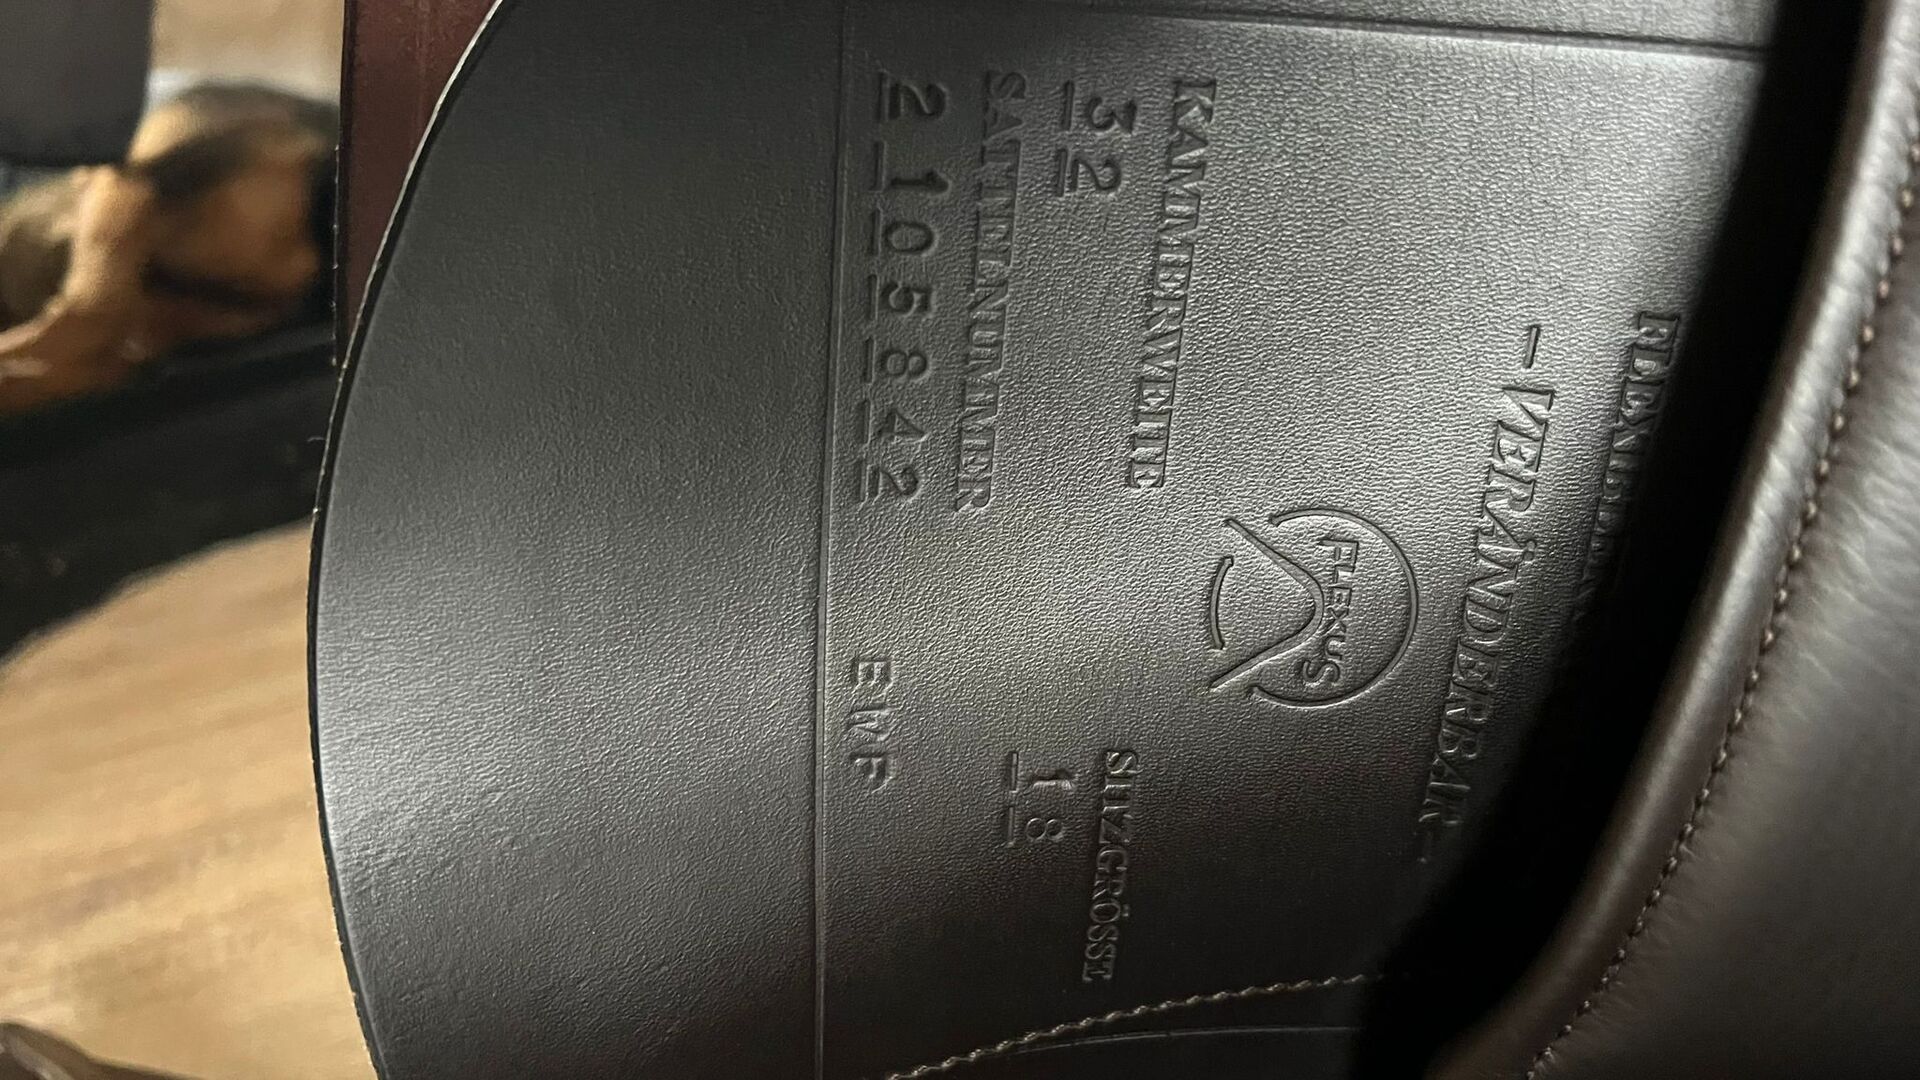 – VERÄNDERBAR –
FLEXUS
KAMMERWEITE
32
SITZGRÖSSE
18
SATTELNUMMER
2105842
EWF